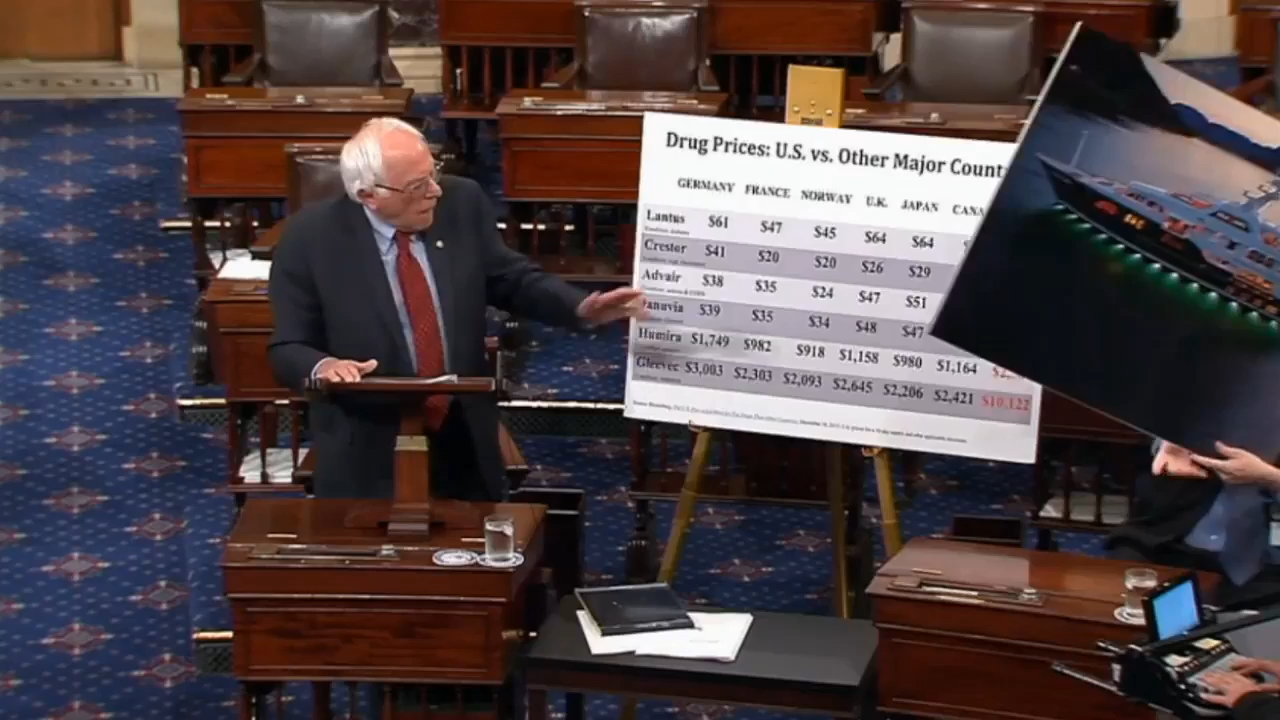 Drug Prices: U.S. vs. Other Major Count
GERMANY FRANCE NORWAY U.K. JAPAN CANA
Lantus $61 $47 $45 $64 $64
Crestor $41 $20 $20 $26 $29
Advair $38 $35 $24 $47 $51
Januvia $39 $35 $34 $48 $47
Humira $1,749 $982 $918 $1,158 $980 $1,164
Gleevec $3,003 $2,303 $2,093 $2,645 $2,206 $2,421 $10,122